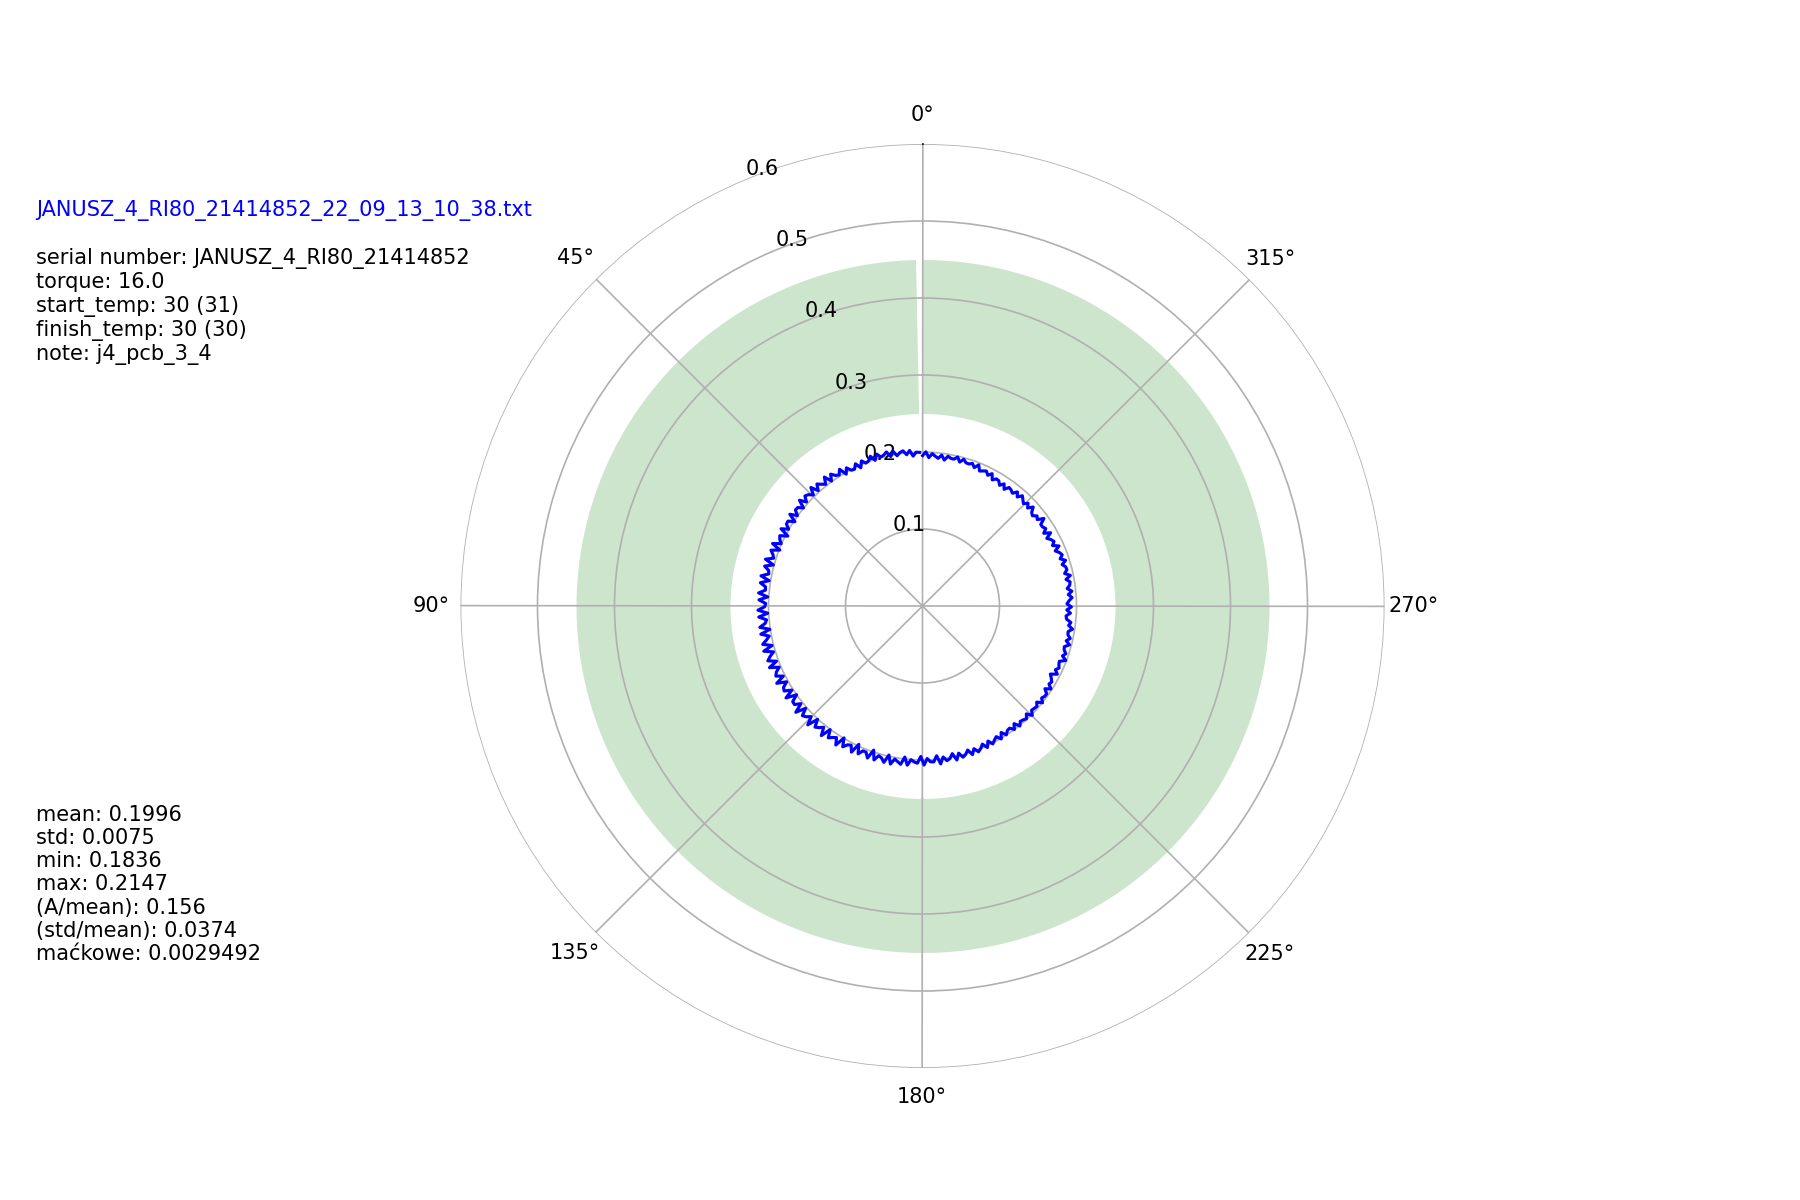 0°
0.6
JANUSZ_4_RI80_21414852_22_09_13_10_38.txt
0.5
serial number: JANUSZ_4_RI80_21414852
45°
315°
torque: 16.0
start_temp: 30 (31)
0.4
finish_temp: 30 (30)
note: j4_pcb_3_4
0.3
0.2
0.1
90°
270°
mean: 0.1996
std: 0.0075
min: 0.1836
max: 0.2147
(A/mean): 0.156
(std/mean): 0.0374
maćkowe: 0.0029492
135°
225°
180°